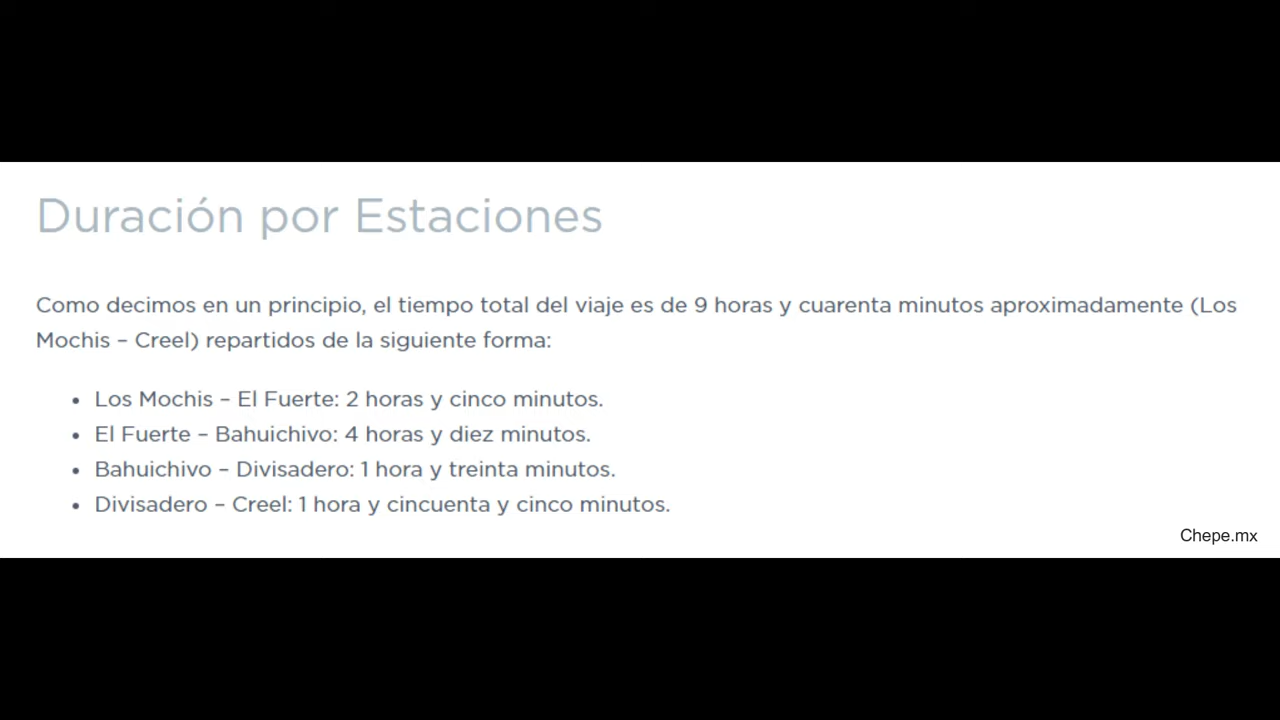 Duración por Estaciones
Como decimos en un principio, el tiempo total del viaje es de 9 horas y cuarenta minutos aproximadamente (Los
Mochis – Creel) repartidos de la siguiente forma:
• Los Mochis – El Fuerte: 2 horas y cinco minutos.
• El Fuerte – Bahuichivo: 4 horas y diez minutos.
• Bahuichivo – Divisadero: 1 hora y treinta minutos.
• Divisadero – Creel: 1 hora y cincuenta y cinco minutos.
Chepe.mx